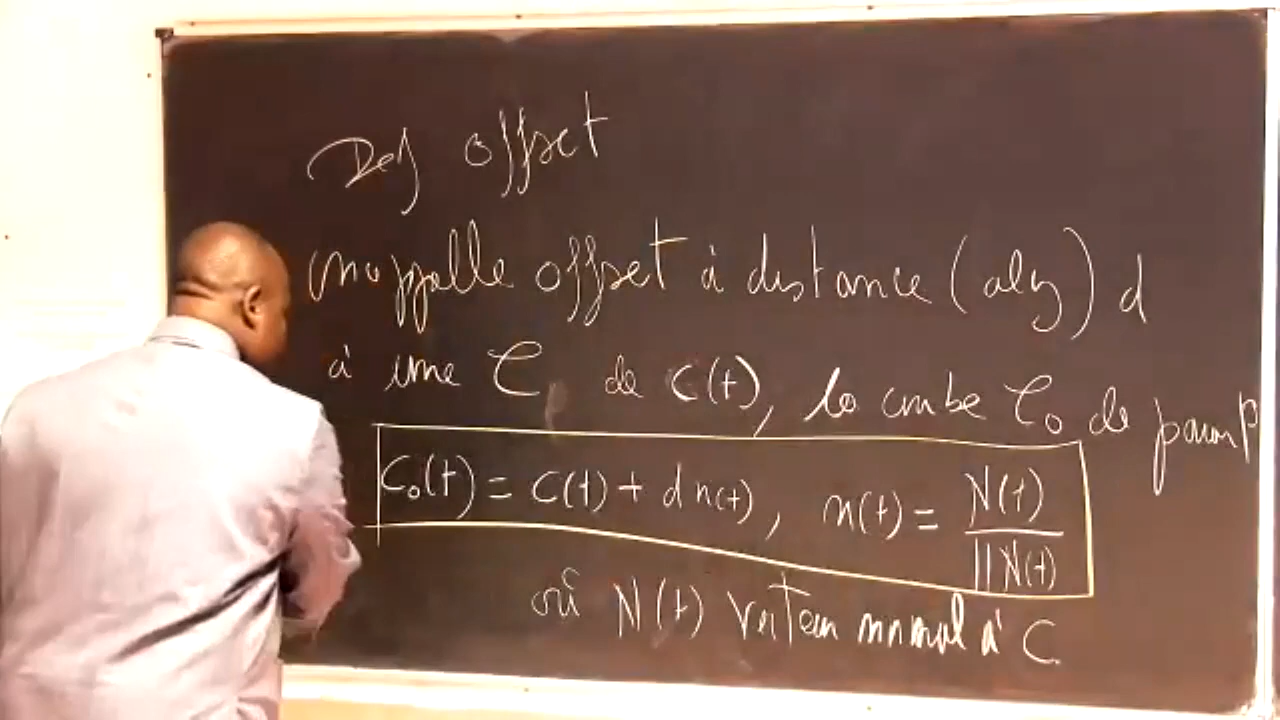 Def offset
on appelle offset à distance (alg) d
à une C de C(t), la courbe C₀ de param
C₀(t) = C(t) + d n(t), n(t) = N(t) / ||N(t)
où N(t) vecteur normal à C